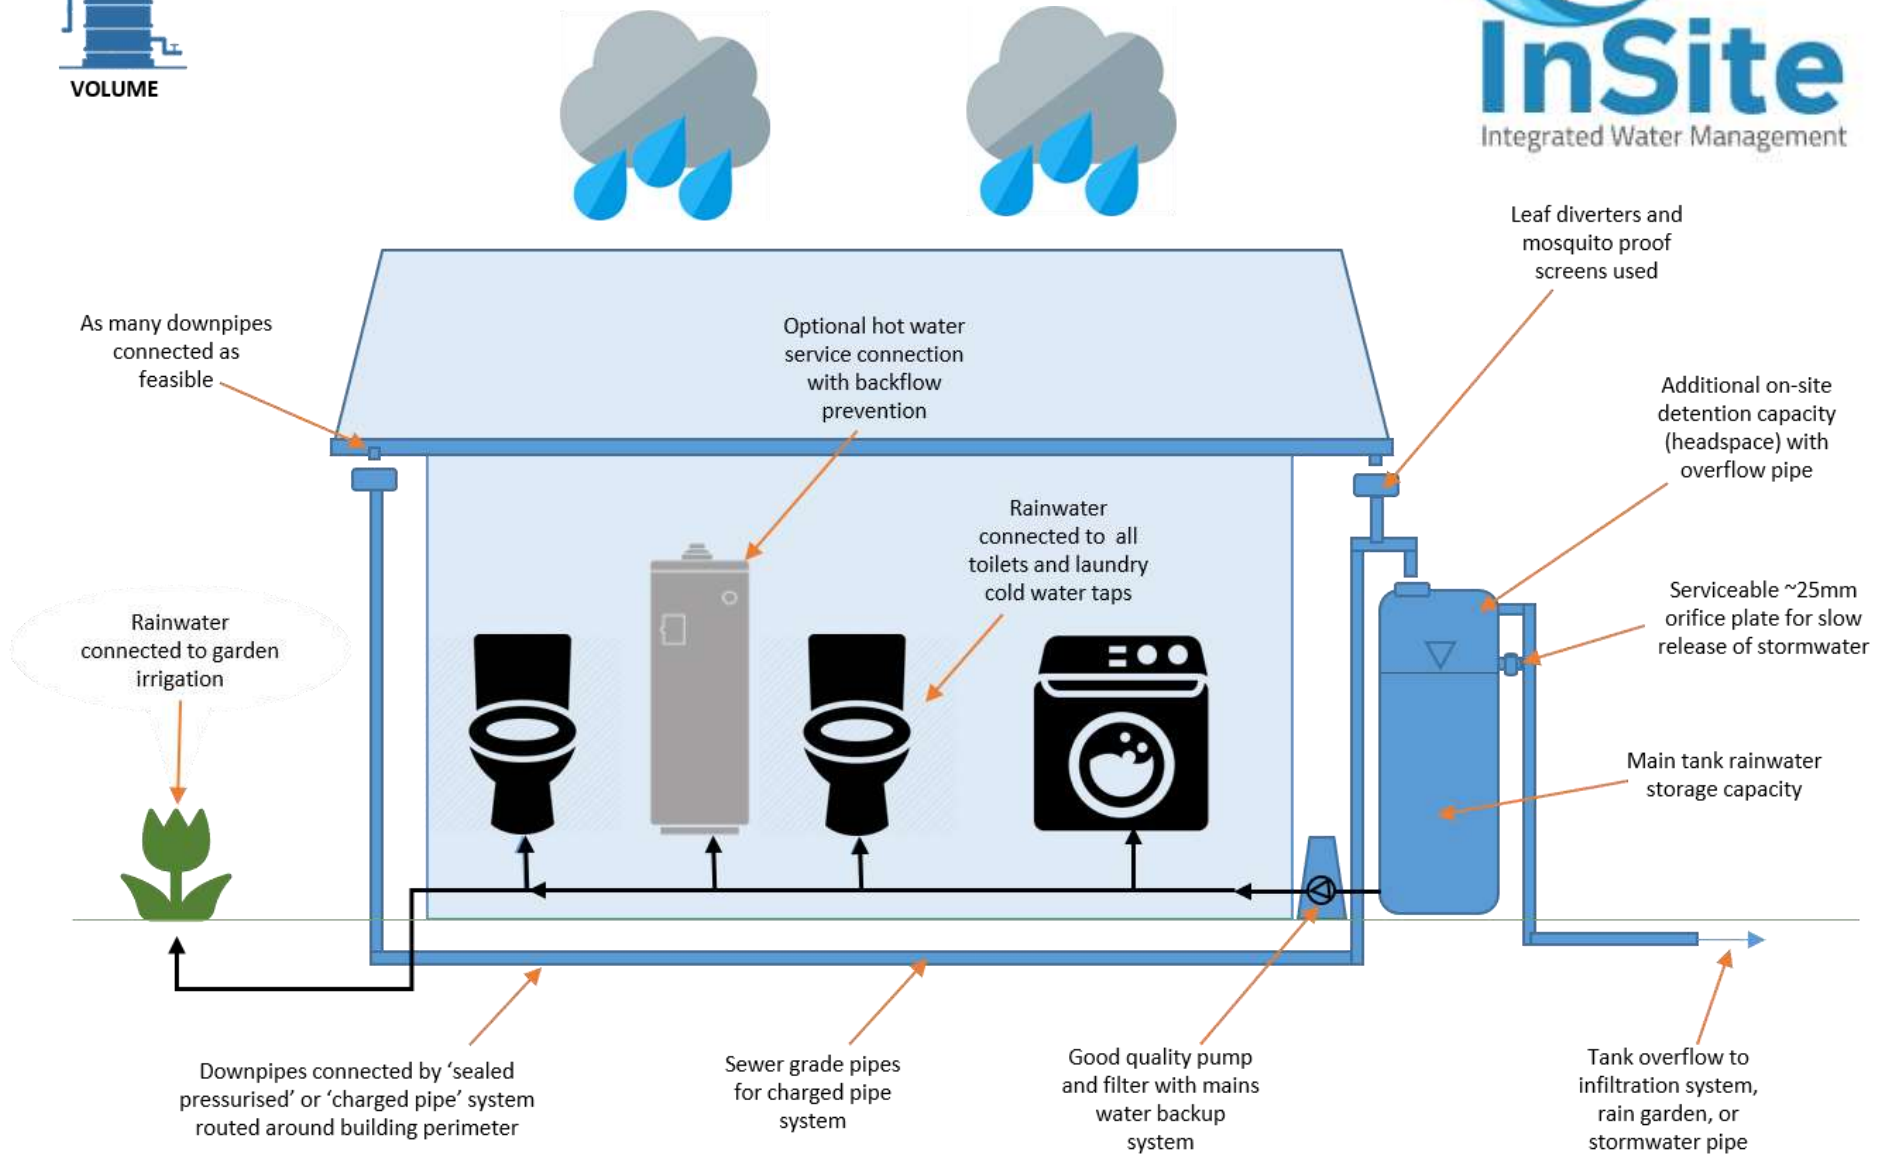 VOLUME
InSite
Integrated Water Management
Leaf diverters and
mosquito proof
screens used
As many downpipes
connected as
feasible
Optional hot water
service connection
with backflow
prevention
Additional on-site
detention capacity
(headspace) with
overflow pipe
Rainwater
connected to all
toilets and laundry
cold water taps
Serviceable ~25mm
orifice plate for slow
release of stormwater
Rainwater
connected to garden
irrigation
Main tank rainwater
storage capacity
Downpipes connected by ‘sealed
pressurised’ or ‘charged pipe’ system
routed around building perimeter
Sewer grade pipes
for charged pipe
system
Good quality pump
and filter with mains
water backup
system
Tank overflow to
infiltration system,
rain garden, or
stormwater pipe